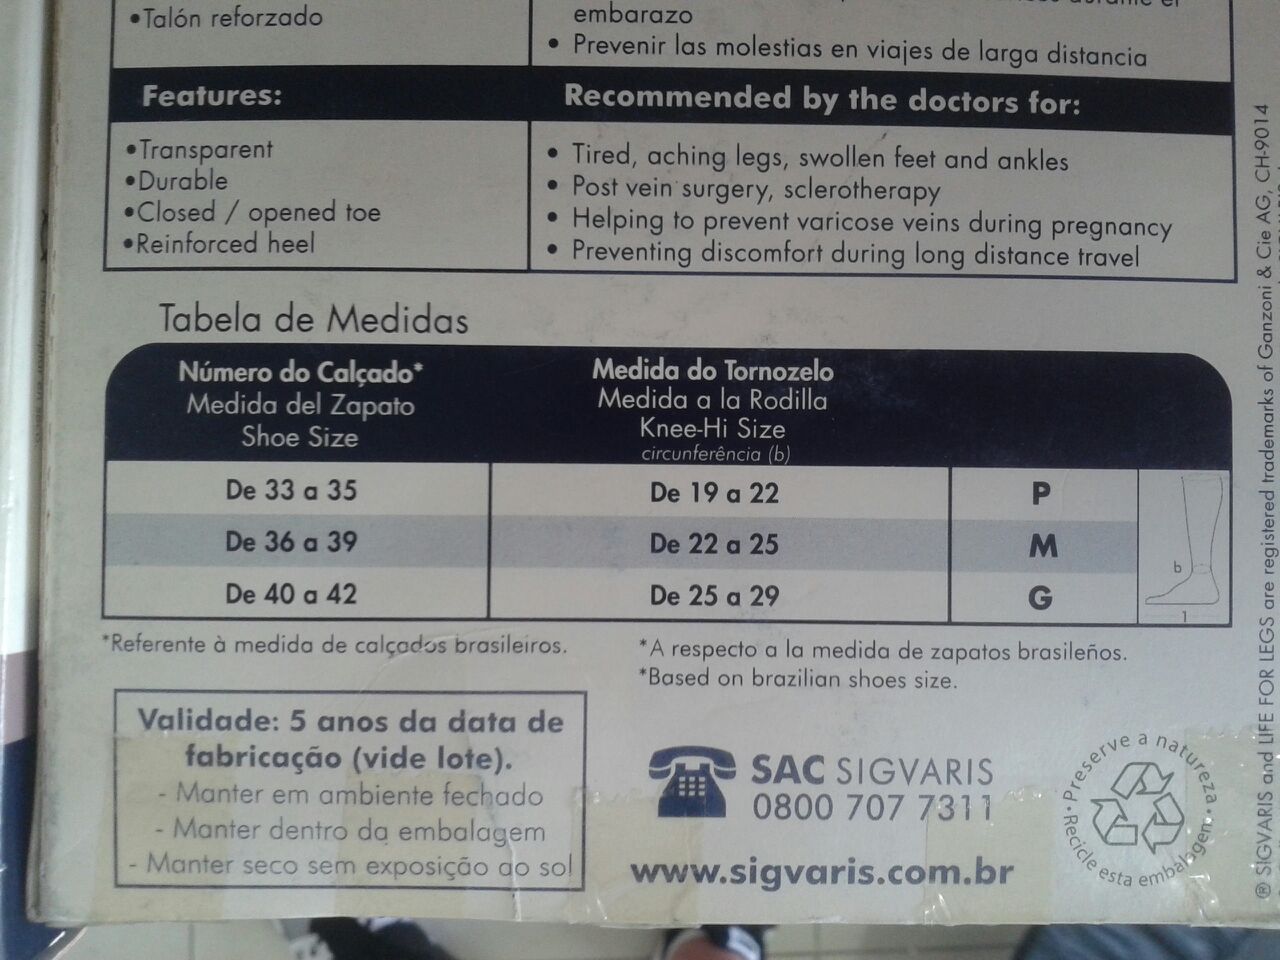 •Talón reforzado
embarazo
• Prevenir las molestias en viajes de larga distancia
Features:
Recommended by the doctors for:
•Transparent
•Durable
•Closed / opened toe
•Reinforced heel
• Tired, aching legs, swollen feet and ankles
• Post vein surgery, sclerotherapy
• Helping to prevent varicose veins during pregnancy
• Preventing discomfort during long distance travel
Tabela de Medidas
Número do Calçado*
Medida del Zapato
Shoe Size
Medida do Tornozelo
Medida a la Rodilla
Knee-Hi Size
circunferência (b)
De 33 a 35 De 19 a 22 P
De 36 a 39 De 22 a 25 M
De 40 a 42 De 25 a 29 G
b
1
*Referente à medida de calçados brasileiros.
*A respecto a la medida de zapatos brasileños.
*Based on brazilian shoes size.
Validade: 5 anos da data de
fabricação (vide lote).
- Manter em ambiente fechado
- Manter dentro da embalagem
- Manter seco sem exposição ao sol
SAC SIGVARIS
0800 707 7311
www.sigvaris.com.br
Preserve a natureza
Recicle esta embalagem
® SIGVARIS and LIFE FOR LEGS are registered trademarks of Ganzoni & Cie AG, CH-9014